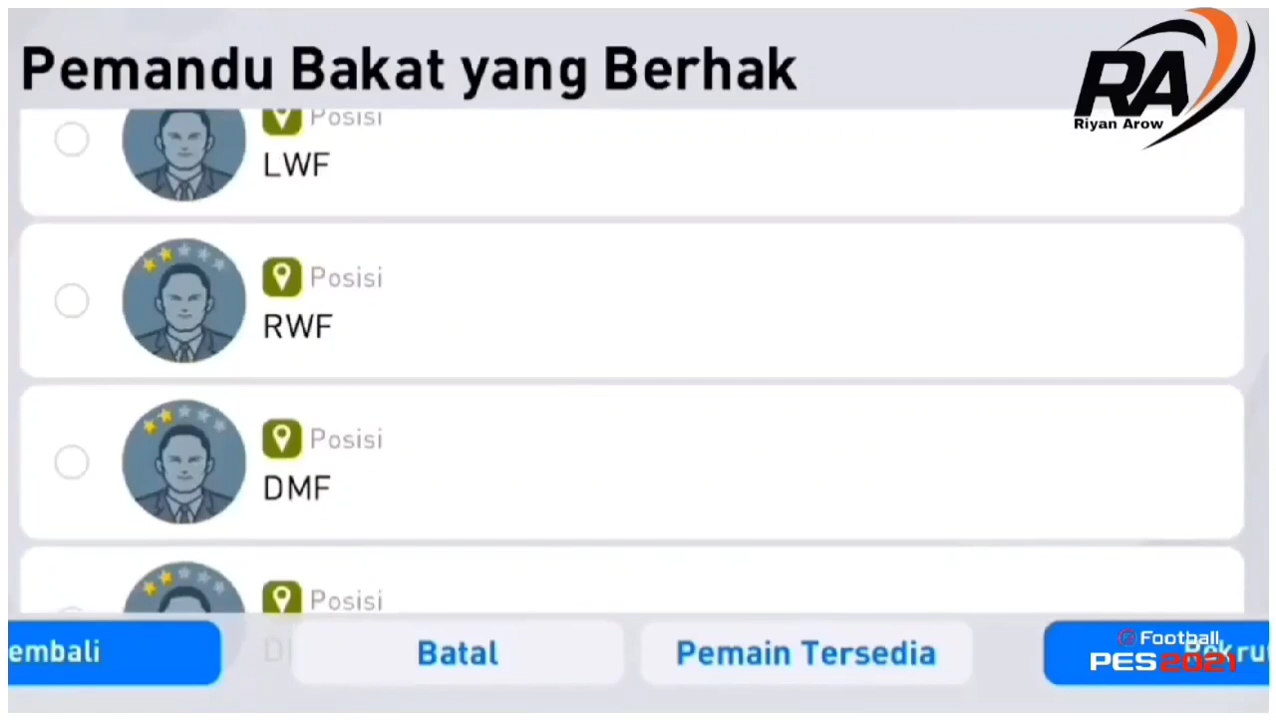 Pemandu Bakat yang Berhak
RA
Riyan Arow
Posisi
LWF
Posisi
RWF
Posisi
DMF
Posisi
embali
Batal
Pemain Tersedia
Rekru
eFootball
PES2021